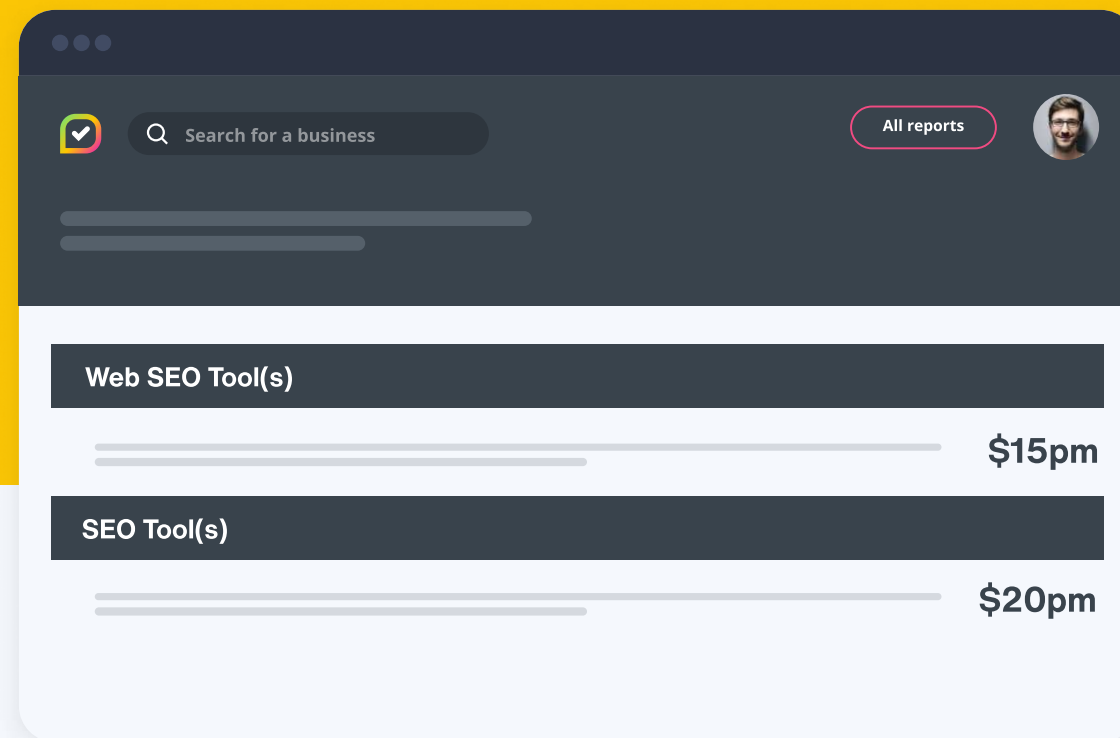 Search for a business
All reports
Web SEO Tool(s)
$15pm
SEO Tool(s)
$20pm